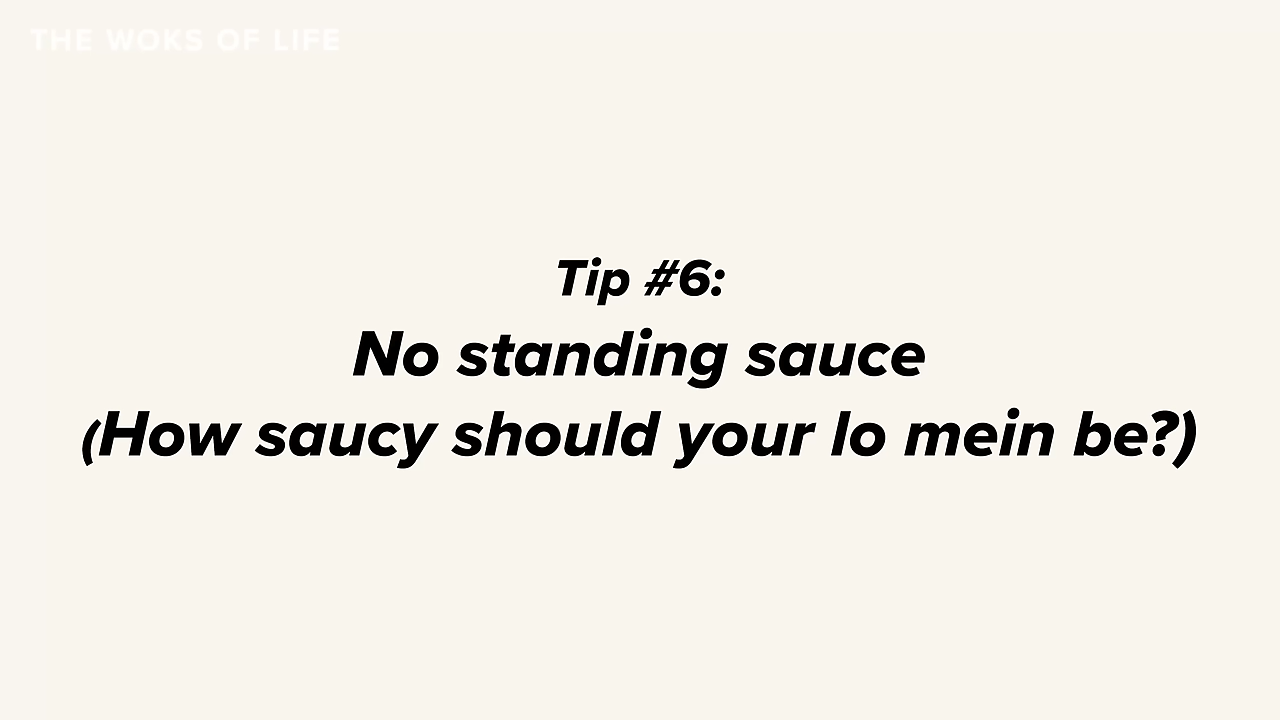 THE WOKS OF LIFE
Tip #6:
No standing sauce
(How saucy should your lo mein be?)